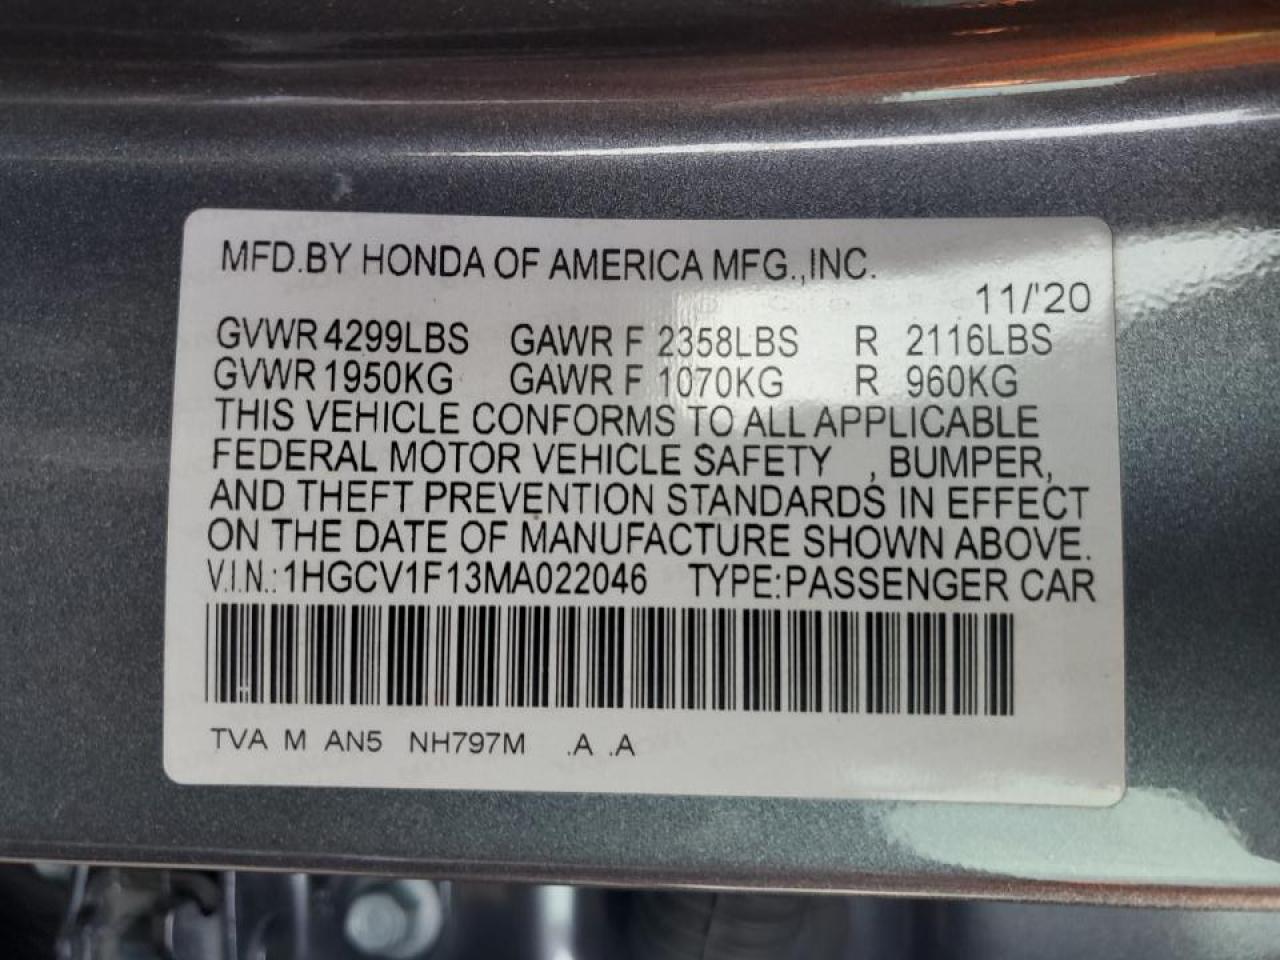 MFD.BY HONDA OF AMERICA MFG.,INC.
11/'20
GVWR 4299LBS GAWR F 2358LBS R 2116LBS
GVWR 1950KG GAWR F 1070KG R 960KG
THIS VEHICLE CONFORMS TO ALL APPLICABLE
FEDERAL MOTOR VEHICLE SAFETY , BUMPER,
AND THEFT PREVENTION STANDARDS IN EFFECT
ON THE DATE OF MANUFACTURE SHOWN ABOVE.
V.I.N.:1HGCV1F13MA022046 TYPE:PASSENGER CAR
TVA M AN5 NH797M .A .A